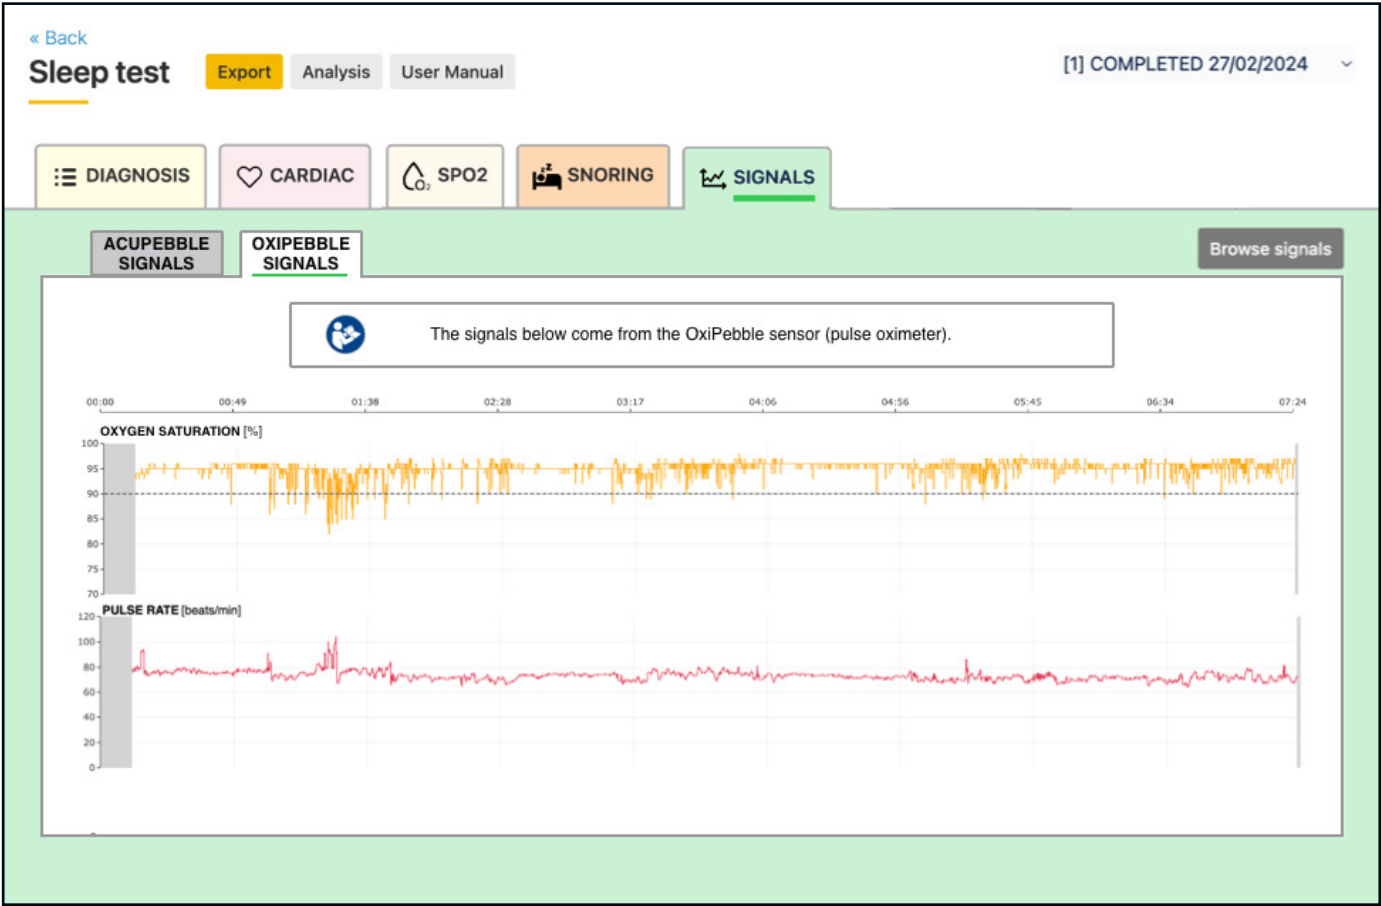 « Back
Sleep test
Export
Analysis
User Manual
[1] COMPLETED 27/02/2024
DIAGNOSIS
CARDIAC
O₂
SPO2
zZ
SNORING
SIGNALS
ACUPEBBLE
SIGNALS
OXIPEBBLE
SIGNALS
Browse signals
The signals below come from the OxiPebble sensor (pulse oximeter).
00:00 00:49 01:38 02:28 03:17 04:06 04:56 05:45 06:34 07:24
OXYGEN SATURATION [%]
100
95
90
85
80
75
70
PULSE RATE [beats/min]
120
100
80
60
40
20
0